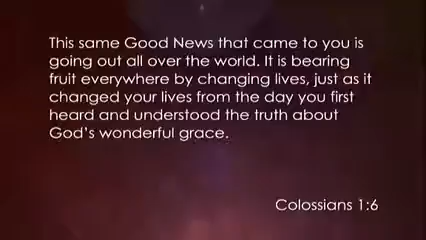 This same Good News that came to you is
going out all over the world. It is bearing
fruit everywhere by changing lives, just as it
changed your lives from the day you first
heard and understood the truth about
God's wonderful grace.
Colossians 1:6